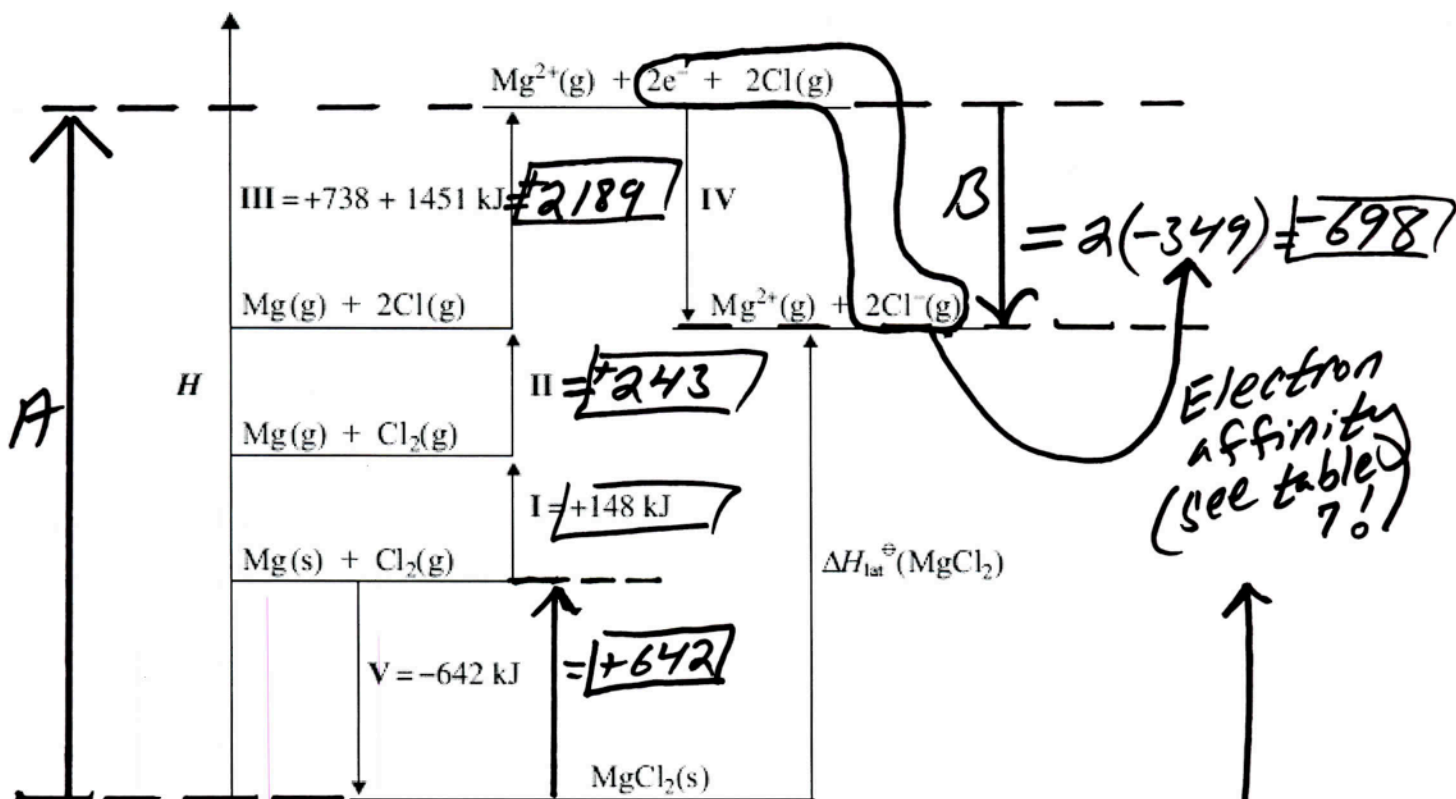 Mg²⁺(g) + 2e⁻ + 2Cl(g)
III = +738 + 1451 kJ = +2189
IV
B
= 2(-349) = -698
Mg(g) + 2Cl(g)
Mg²⁺(g) + 2Cl⁻(g)
A
H
II = +243
Electron
affinity
(see table
7!)
Mg(g) + Cl₂(g)
I = +148 kJ
Mg(s) + Cl₂(g)
ΔH_lat^⊖(MgCl₂)
V = −642 kJ
= +642
MgCl₂(s)